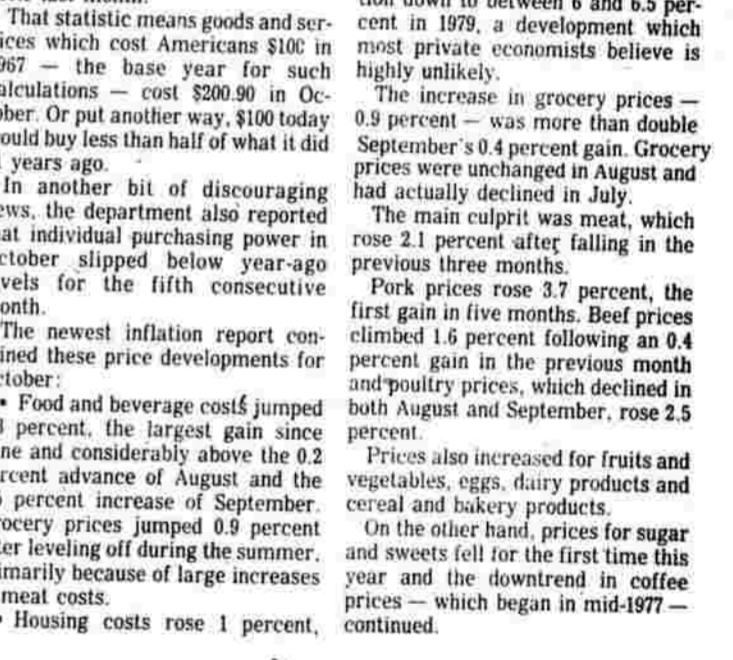 That statistic means goods and ser-
ices which cost Americans $100 in
967 — the base year for such
alculations — cost $200.90 in Oc-
ober. Or put another way, $100 today
ould buy less than half of what it did
years ago.
In another bit of discouraging
ews, the department also reported
at individual purchasing power in
ctober slipped below year-ago
vels for the fifth consecutive
onth.
The newest inflation report con-
ined these price developments for
ctober:
• Food and beverage costs jumped
percent, the largest gain since
ne and considerably above the 0.2
rcent advance of August and the
percent increase of September.
ocery prices jumped 0.9 percent
er leveling off during the summer,
imarily because of large increases
meat costs.
Housing costs rose 1 percent,
tion down to between 6 and 6.5 per-
cent in 1979, a development which
most private economists believe is
highly unlikely.
The increase in grocery prices —
0.9 percent — was more than double
September's 0.4 percent gain. Grocery
prices were unchanged in August and
had actually declined in July.
The main culprit was meat, which
rose 2.1 percent after falling in the
previous three months.
Pork prices rose 3.7 percent, the
first gain in five months. Beef prices
climbed 1.6 percent following an 0.4
percent gain in the previous month
and poultry prices, which declined in
both August and September, rose 2.5
percent.
Prices also increased for fruits and
vegetables, eggs, dairy products and
cereal and bakery products.
On the other hand, prices for sugar
and sweets fell for the first time this
year and the downtrend in coffee
prices — which began in mid-1977 —
continued.